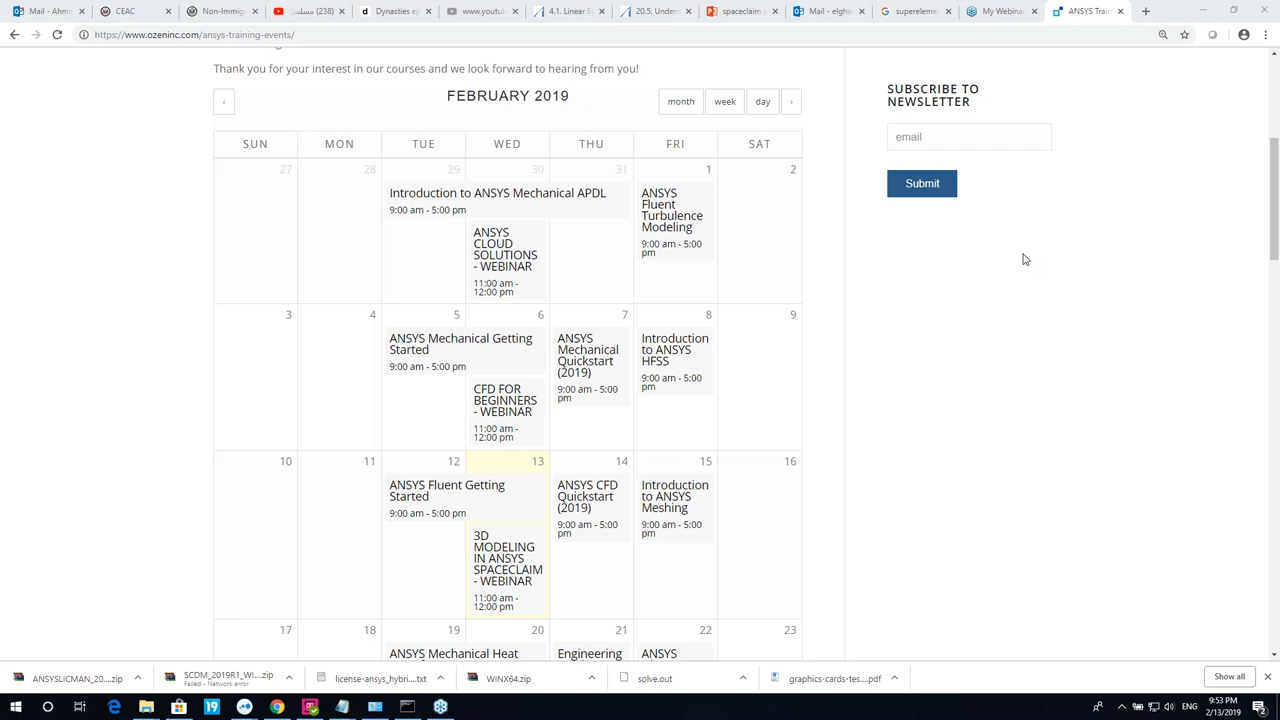 Mail - Ahme
CEAC
Non-Immig
(238) مسلسل
Dynasties ep
www.youtub
4.1. Linear E
20.5. Under
spaceclaim
Mail - elgha
superelemen
My Webina
ANSYS Train
https://www.ozeninc.com/ansys-training-events/
Thank you for your interest in our courses and we look forward to hearing from you!
FEBRUARY 2019
month week day
SUN MON TUE WED THU FRI SAT
27 28 29 30 31 1 2
Introduction to ANSYS Mechanical APDL
9:00 am - 5:00 pm
ANSYS
CLOUD
SOLUTIONS
- WEBINAR
11:00 am -
12:00 pm
ANSYS
Fluent
Turbulence
Modeling
9:00 am - 5:00
pm
3 4 5 6 7 8 9
ANSYS Mechanical Getting
Started
9:00 am - 5:00 pm
CFD FOR
BEGINNERS
- WEBINAR
11:00 am -
12:00 pm
ANSYS
Mechanical
Quickstart
(2019)
9:00 am - 5:00
pm
Introduction
to ANSYS
HFSS
9:00 am - 5:00
pm
10 11 12 13 14 15 16
ANSYS Fluent Getting
Started
9:00 am - 5:00 pm
3D
MODELING
IN ANSYS
SPACECLAIM
- WEBINAR
11:00 am -
12:00 pm
ANSYS CFD
Quickstart
(2019)
9:00 am - 5:00
pm
Introduction
to ANSYS
Meshing
9:00 am - 5:00
pm
17 18 19 20 21 22 23
ANSYS Mechanical Heat
Engineering
ANSYS
SUBSCRIBE TO
NEWSLETTER
email
Submit
ANSYSLICMAN_20....zip
SCDM_2019R1_WI....zip
Failed - Network error
license-ansys_hybri....txt
WINX64.zip
solve.out
graphics-cards-tes....pdf
Show all
19
ENG
9:53 PM
2/13/2019
2